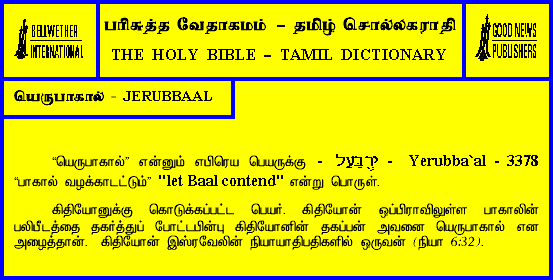 BELLWETHER
INTERNATIONAL
பரிசுத்த வேதாகமம் – தமிழ் சொல்லகராதி
THE HOLY BIBLE – TAMIL DICTIONARY
GOOD NEWS
PUBLISHERS
யெருபாகால் - JERUBBAAL
“யெருபாகால்” என்னும் எபிரெய பெயருக்கு - יְרֻבַּעַל - Yerubba`al - 3378
“பாகால் வழக்காடட்டும்” "let Baal contend" என்று பொருள்.
கிதியோனுக்கு கொடுக்கப்பட்ட பெயர். கிதியோன் ஒப்பிராவிலுள்ள பாகாலின்
பலிபீடத்தை தகர்த்துப் போட்டபின்பு கிதியோனின் தகப்பன் அவனை யெருபாகால் என
அழைத்தான். கிதியோன் இஸ்ரவேலின் நியாயாதிபதிகளில் ஒருவன் (நியா 6:32).